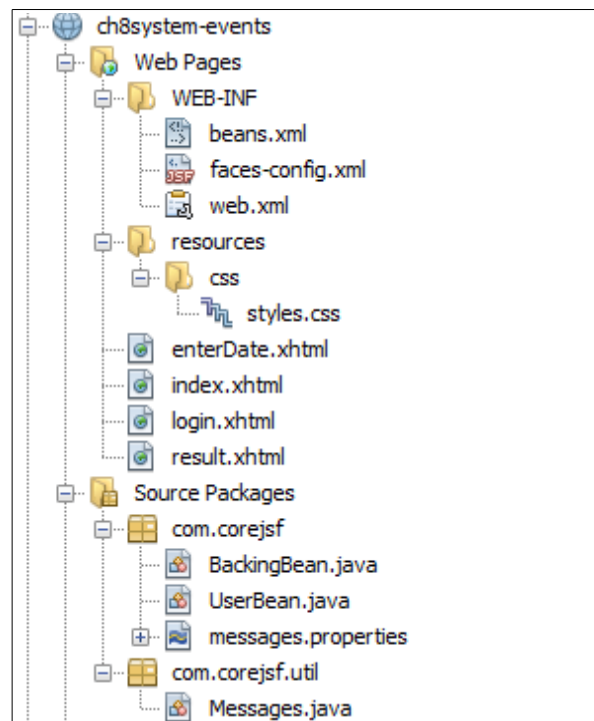 ch8system-events
Web Pages
WEB-INF
beans.xml
faces-config.xml
web.xml
resources
css
styles.css
enterDate.xhtml
index.xhtml
login.xhtml
result.xhtml
Source Packages
com.corejsf
BackingBean.java
UserBean.java
messages.properties
com.corejsf.util
Messages.java